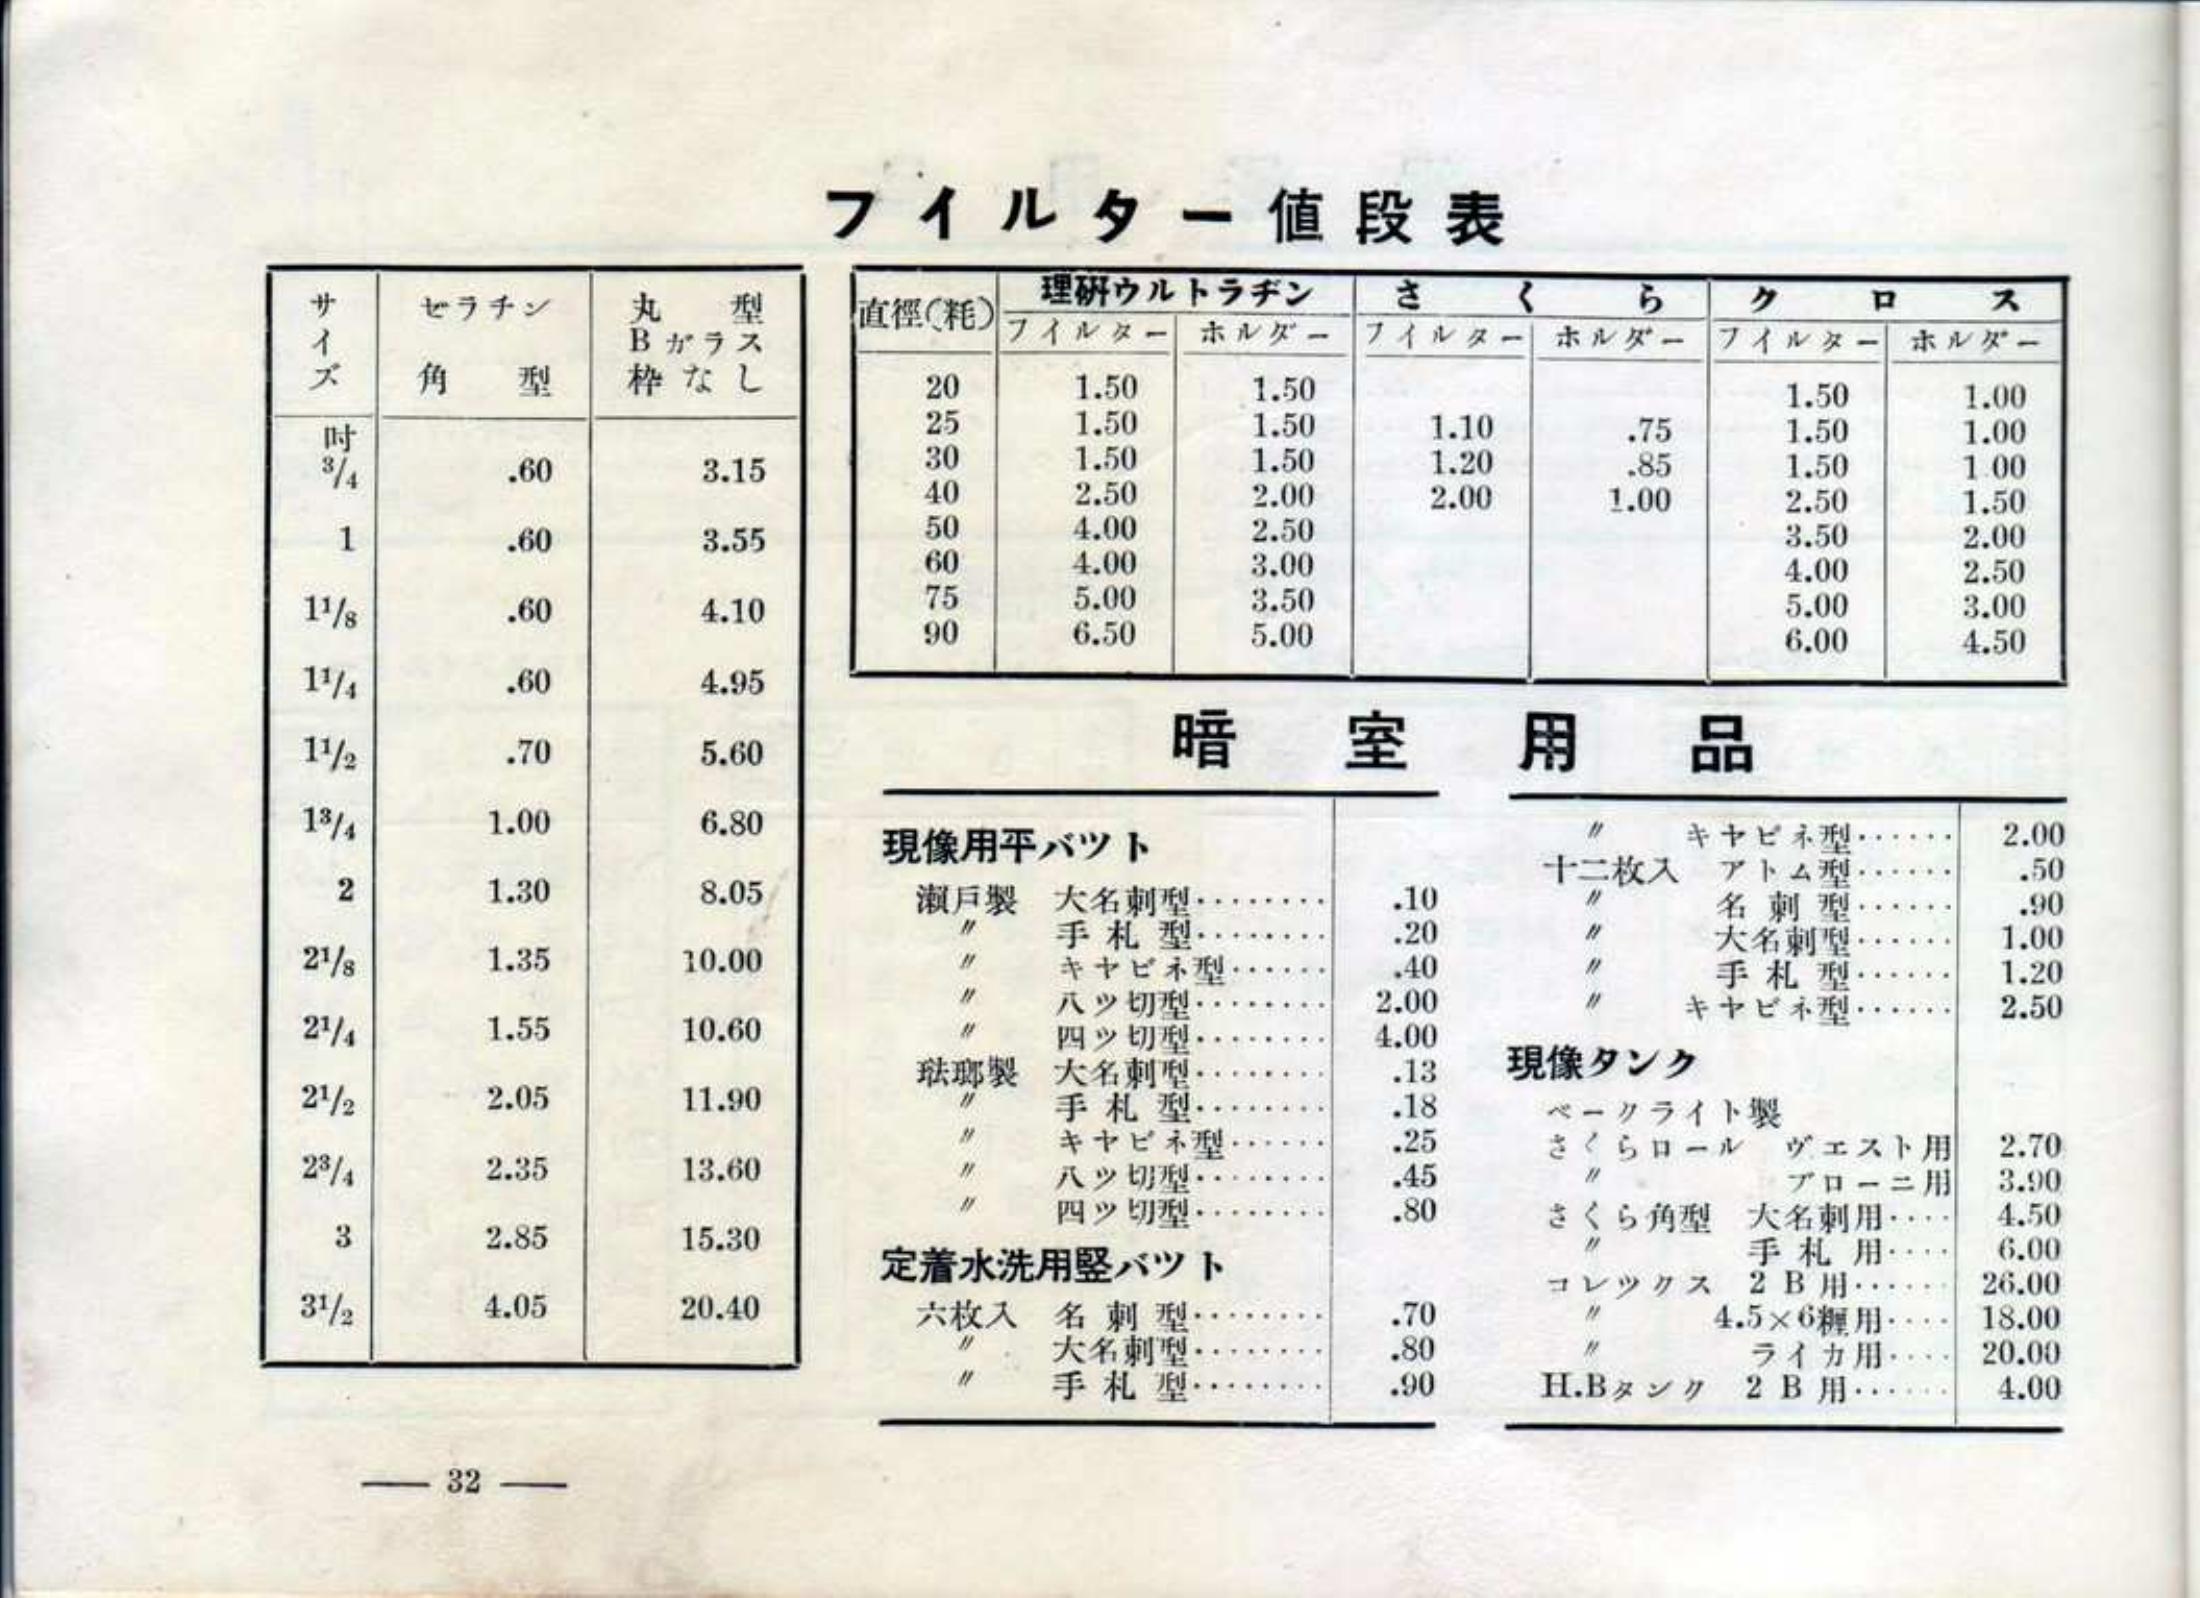 フイルター値段表
サイズ ゼラチン角型 丸型Bガラス枠なし
吋
3/4 .60 3.15
1 .60 3.55
1 1/8 .60 4.10
1 1/4 .60 4.95
1 1/2 .70 5.60
1 3/4 1.00 6.80
2 1.30 8.05
2 1/8 1.35 10.00
2 1/4 1.55 10.60
2 1/2 2.05 11.90
2 3/4 2.35 13.60
3 2.85 15.30
3 1/2 4.05 20.40
直徑(粍) 理硏ウルトラヂン さくら クロス
フイルター ホルダー フイルター ホルダー フイルター ホルダー
20 1.50 1.50 1.50 1.00
25 1.50 1.50 1.10 .75 1.50 1.00
30 1.50 1.50 1.20 .85 1.50 1.00
40 2.50 2.00 2.00 1.00 2.50 1.50
50 4.00 2.50 3.50 2.00
60 4.00 3.00 4.00 2.50
75 5.00 3.50 5.00 3.00
90 6.50 5.00 6.00 4.50
暗室用品
現像用平バツト
瀬戸製 大名刺型········ .10
〃 手札型········ .20
〃 キヤビネ型······ .40
〃 八ツ切型········ 2.00
〃 四ツ切型········ 4.00
琺瑯製 大名刺型········ .13
〃 手札型········ .18
〃 キヤビネ型······ .25
〃 八ツ切型········ .45
〃 四ツ切型········ .80
定着水洗用竪バツト
六枚入 名刺型········ .70
〃 大名刺型········ .80
〃 手札型········ .90
〃 キヤビネ型······ 2.00
十二枚入 アトム型······ .50
〃 名刺型······ .90
〃 大名刺型······ 1.00
〃 手札型······ 1.20
〃 キヤビネ型······ 2.50
現像タンク
ベークライト製
さくらロール ヴエスト用 2.70
〃 ブローニ用 3.90
さくら角型 大名刺用···· 4.50
〃 手札用···· 6.00
コレツクス 2B用······ 26.00
〃 4.5×6糎用···· 18.00
〃 ライカ用···· 20.00
H.Bタンク 2B用······ 4.00
— 32 —